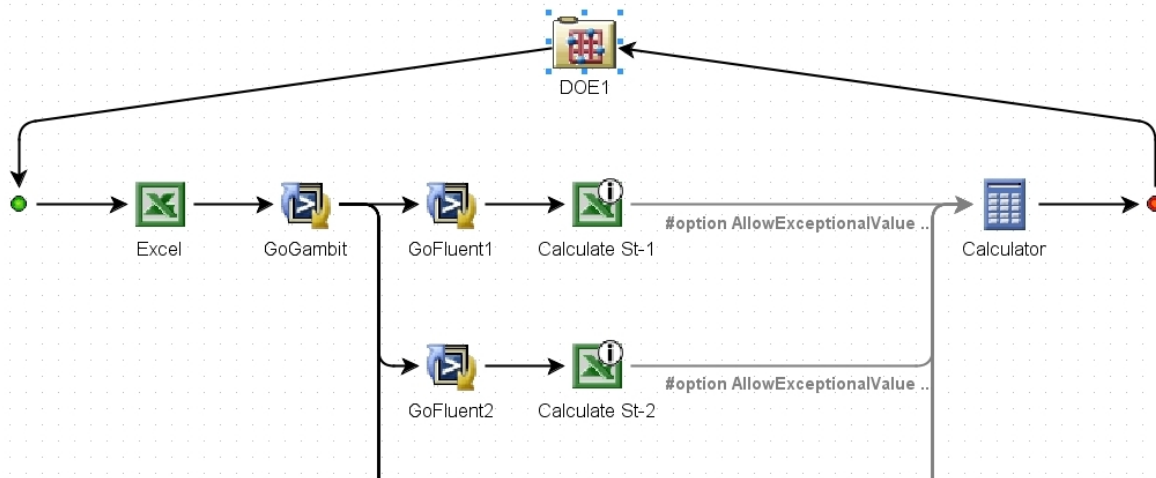 DOE1
Excel
GoGambit
GoFluent1
Calculate St-1
#option AllowExceptionalValue ..
Calculator
GoFluent2
Calculate St-2
#option AllowExceptionalValue ..